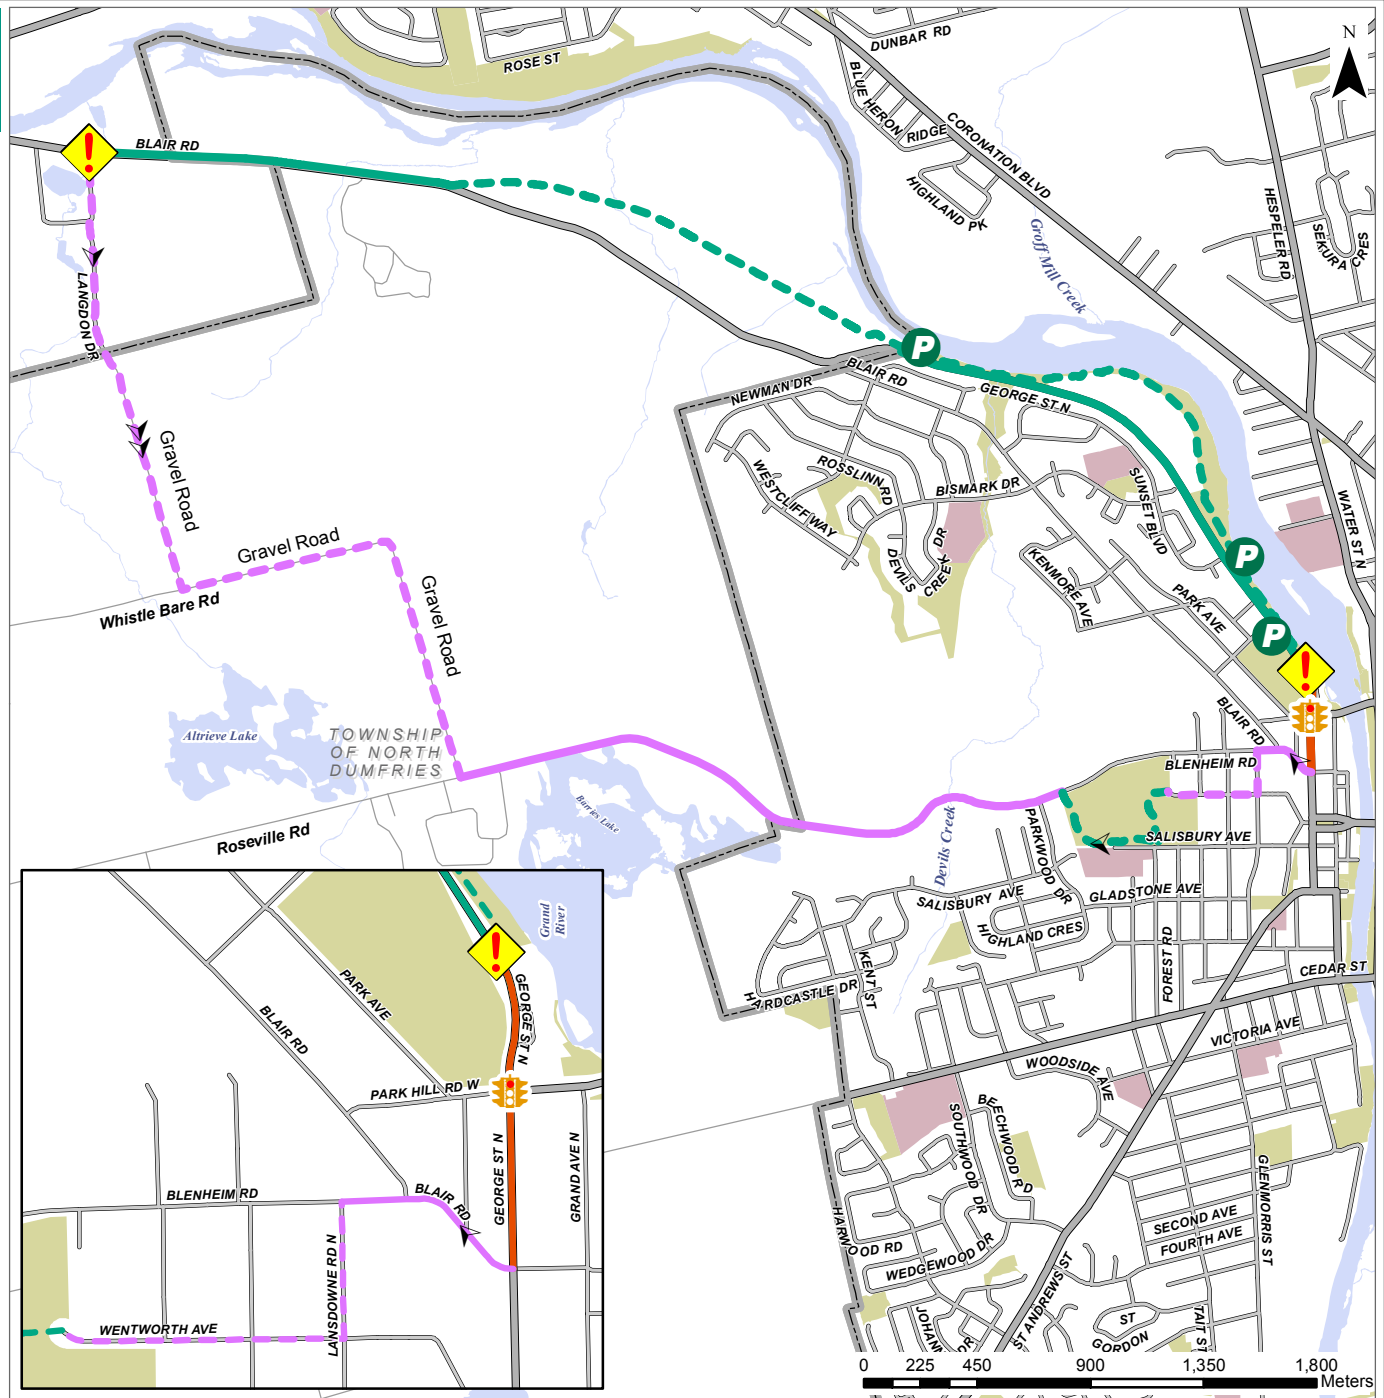 ROSE ST
DUNBAR RD
N
BLUE HERON
RIDGE
CORONATION BLVD
HIGHLAND PK
BLAIR RD
Groff Mill Creek
HESPELER RD
SEKURA
CRES
LANGDON DR
P
BLAIR RD
NEWMAN DR
GEORGE ST N
Gravel Road
ROSSLINN
RD
WESTCLIFF WAY
BISMARK DR
SUNSET BLVD
WATER ST N
Gravel Road
DEVILS
CREEK
DR
KENMORE AVE
P
Whistle Bare Rd
Gravel Road
PARK AVE
P
!
Altrieve Lake
TOWNSHIP
OF NORTH
DUMFRIES
BLAIR RD
BLENHEIM RD
Barries Lake
Devils Creek
PARKWOOD DR
SALISBURY AVE
Roseville Rd
SALISBURY AVE
GLADSTONE AVE
HIGHLAND CRES
KENT ST
FOREST RD
CEDAR ST
HARDCASTLE DR
VICTORIA AVE
WOODSIDE AVE
BEECHWOOD RD
SOUTHWOOD DR
GLENMORRIS ST
HARWOOD RD
WEDGEWOOD DR
SECOND AVE
FOURTH AVE
ST ANDREWS ST
ST
GORDON
TAIT ST
JOHAN
DR
Grand
River
!
PARK AVE
GEORGE ST N
BLAIR RD
PARK HILL RD W
GEORGE ST N
GRAND AVE N
BLENHEIM RD
BLAIR RD
LANSDOWNE RD N
WENTWORTH AVE
!
0 225 450 900 1,350 1,800
Meters